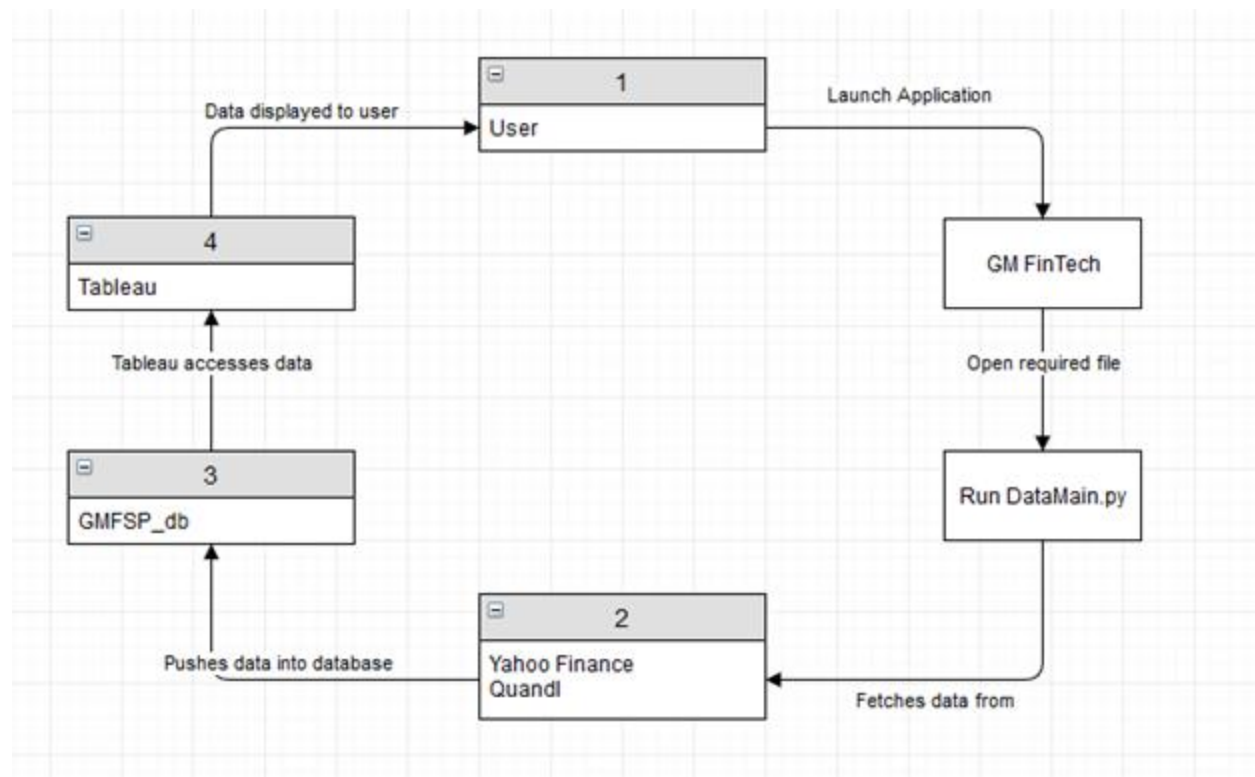 1
User
Launch Application
GM FinTech
Open required file
Run DataMain.py
Fetches data from
2
Yahoo Finance
Quandl
Pushes data into database
3
GMFSP_db
Tableau accesses data
4
Tableau
Data displayed to user